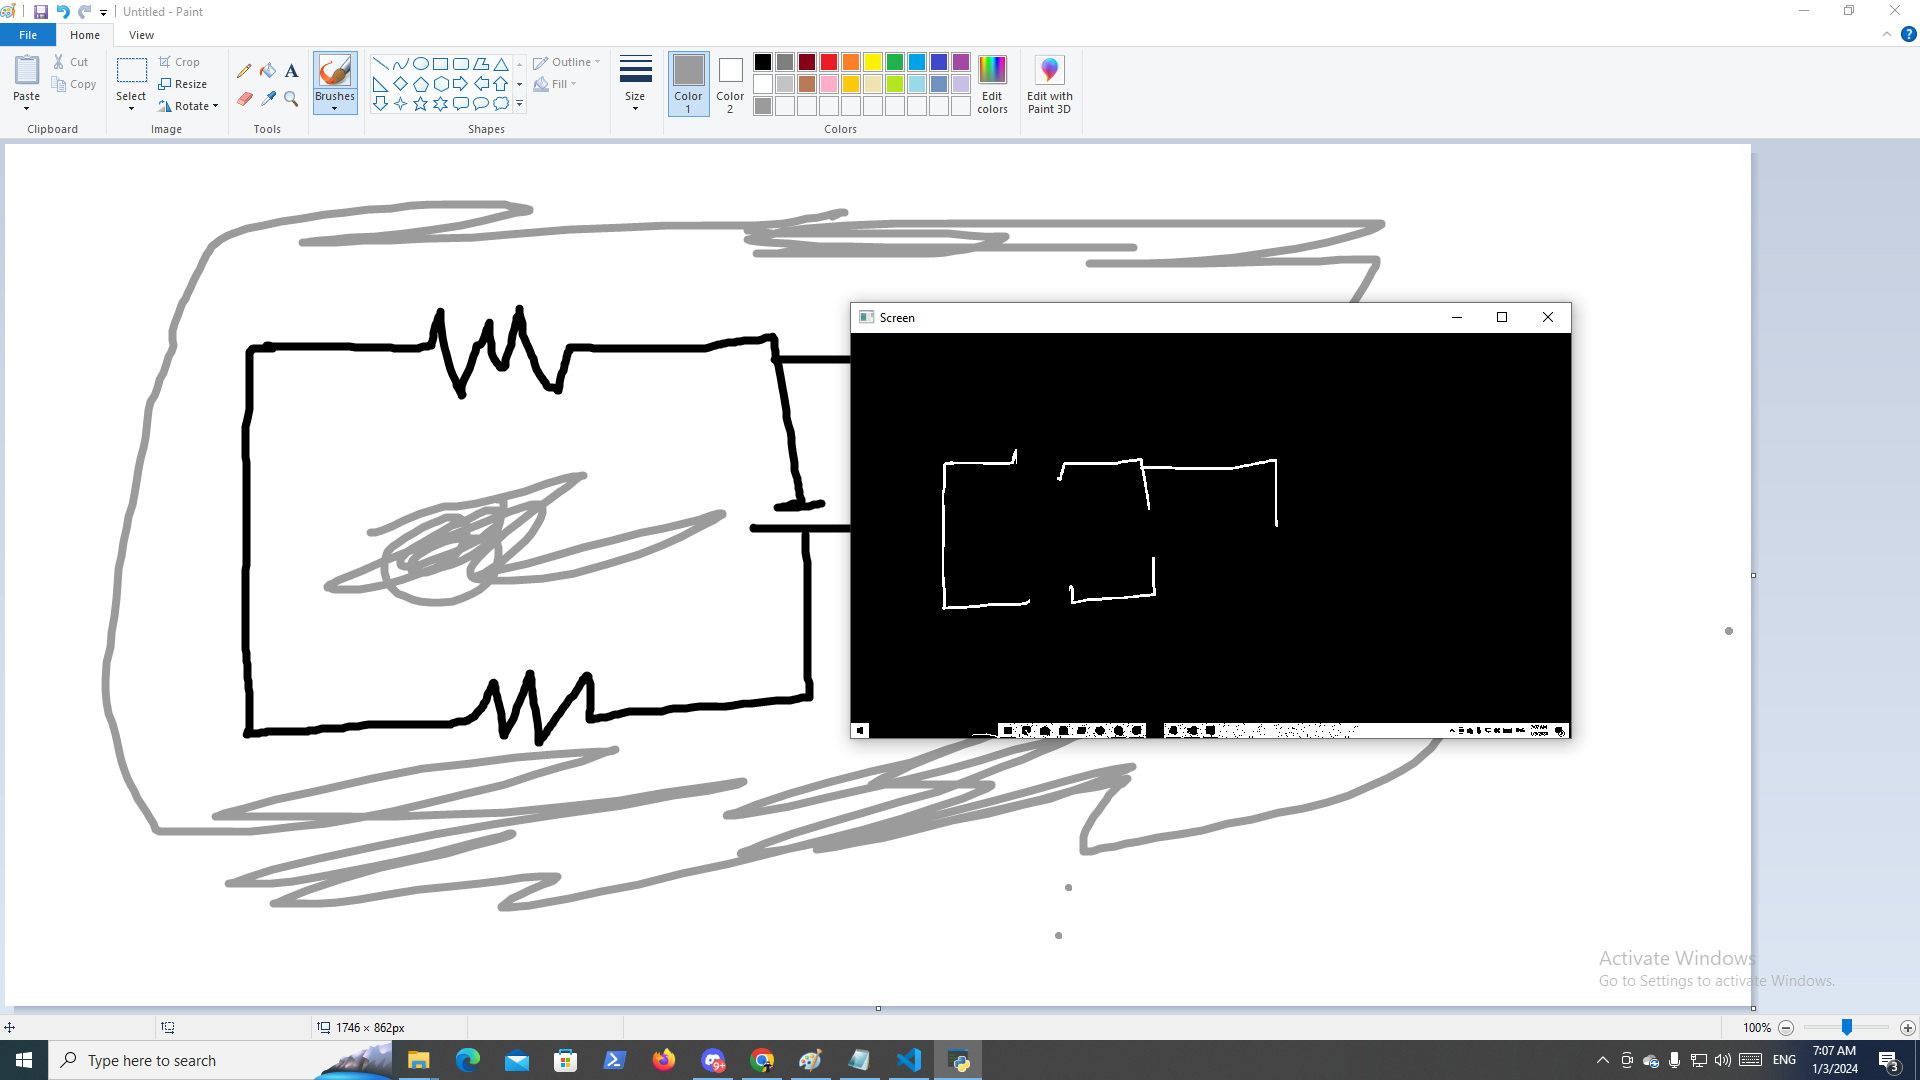 Untitled - Paint
File Home View
Paste
Cut
Copy
Clipboard
Select
Crop
Resize
Rotate
Image
A
Tools
Brushes
Outline
Fill
Shapes
Size
Color 1
Color 2
Edit colors
Colors
Edit with Paint 3D
Screen
Activate Windows
Go to Settings to activate Windows.
1746 × 862px
100%
Type here to search
9+
ENG
7:07 AM
1/3/2024
3